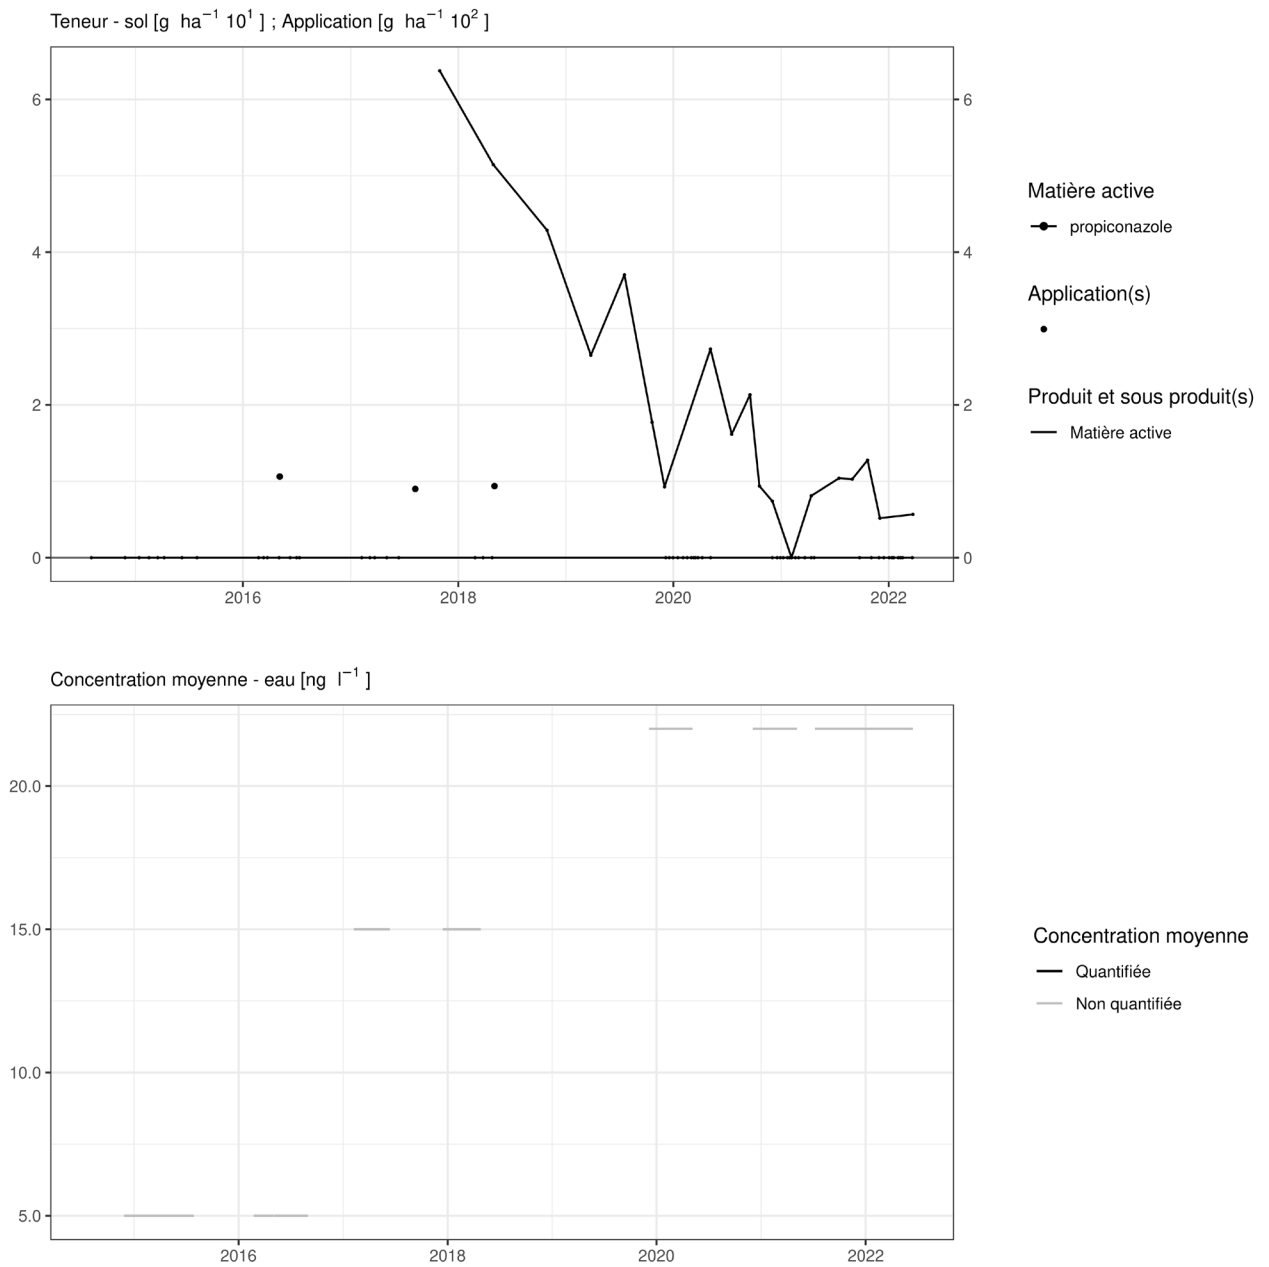 Teneur - sol [g ha⁻¹ 10¹ ] ; Application [g ha⁻¹ 10² ]
6 6
4 4
2 2
0 0
2016 2018 2020 2022
Matière active
propiconazole
Application(s)
Produit et sous produit(s)
Matière active
Concentration moyenne - eau [ng l⁻¹ ]
20.0
15.0
10.0
5.0
2016 2018 2020 2022
Concentration moyenne
Quantifiée
Non quantifiée